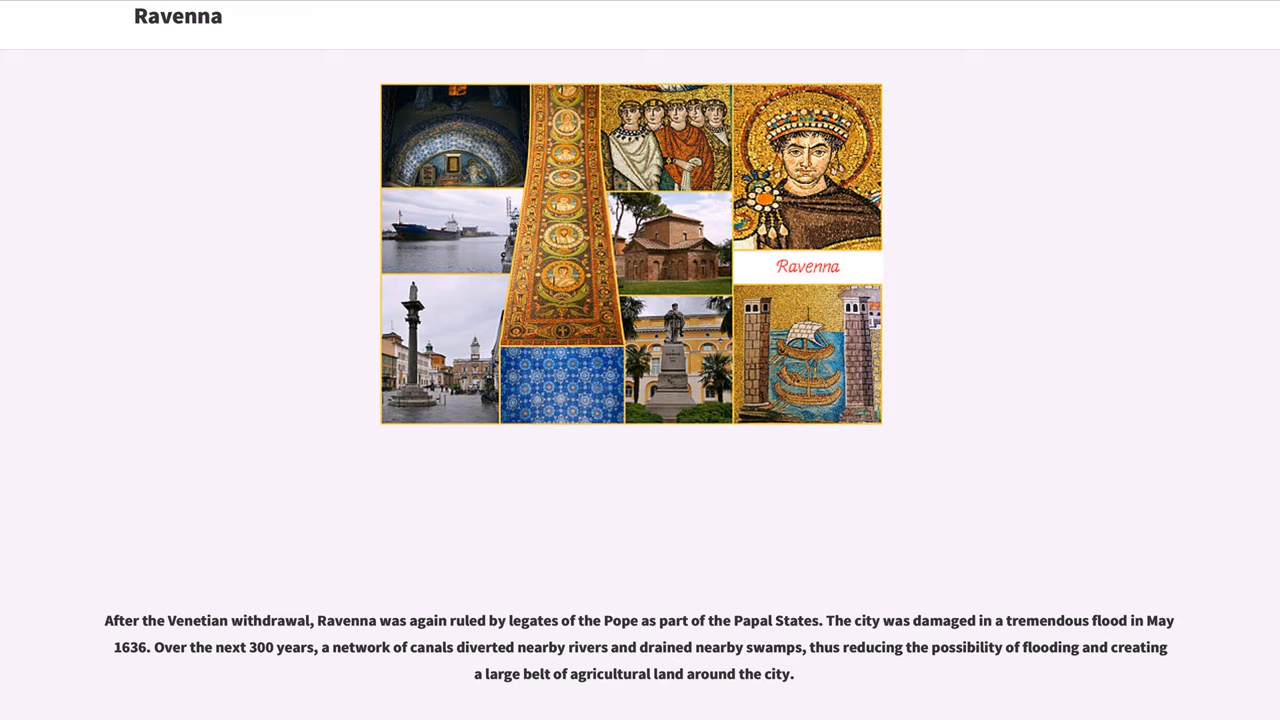 Ravenna
Ravenna
After the Venetian withdrawal, Ravenna was again ruled by legates of the Pope as part of the Papal States. The city was damaged in a tremendous flood in May
1636. Over the next 300 years, a network of canals diverted nearby rivers and drained nearby swamps, thus reducing the possibility of flooding and creating
a large belt of agricultural land around the city.